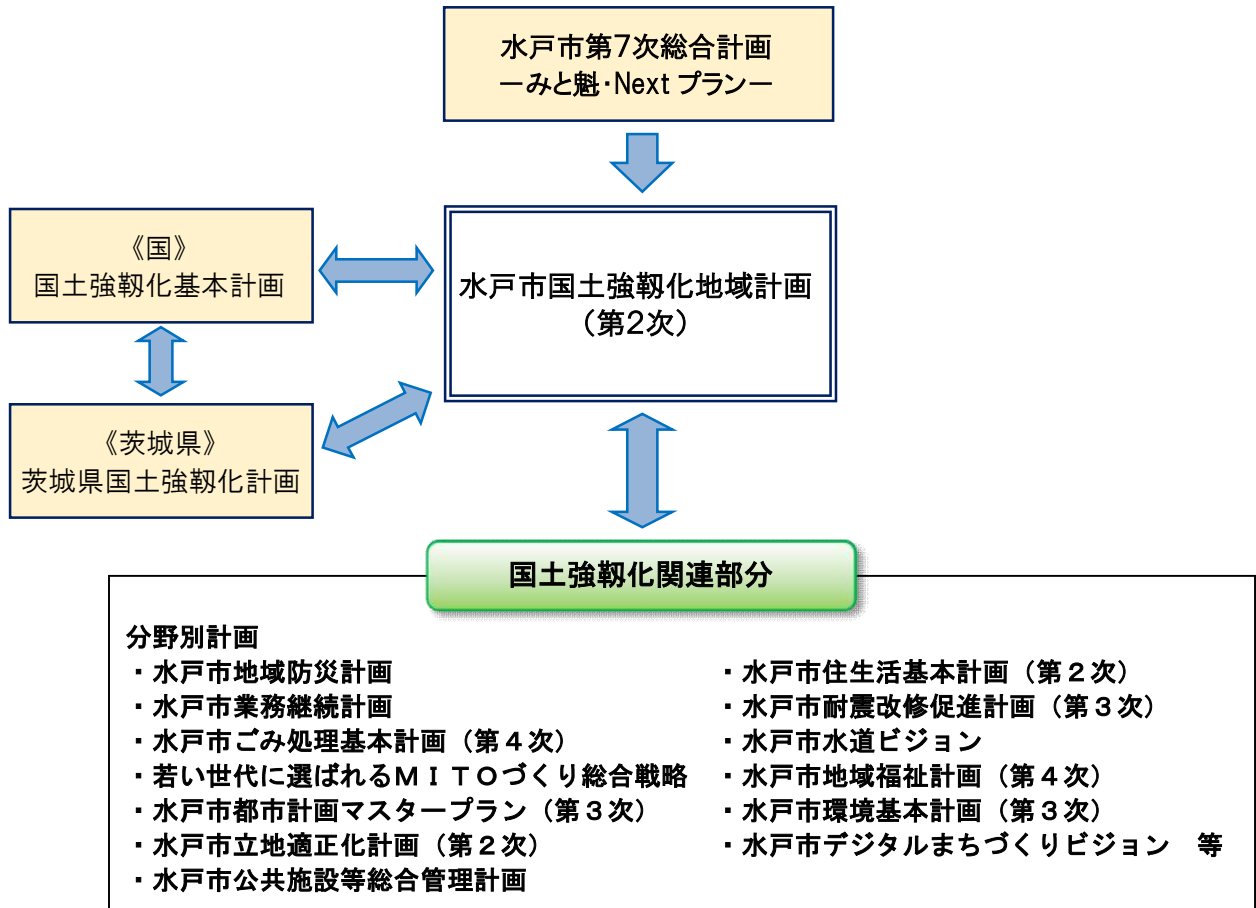 水戸市第7次総合計画
－みと魁・Next プラン－
《国》
国土強靱化基本計画
水戸市国土強靱化地域計画
（第2次）
《茨城県》
茨城県国土強靱化計画
国土強靱化関連部分
分野別計画
・水戸市地域防災計画
・水戸市業務継続計画
・水戸市ごみ処理基本計画（第４次）
・若い世代に選ばれるＭＩＴＯづくり総合戦略
・水戸市都市計画マスタープラン（第３次）
・水戸市立地適正化計画（第２次）
・水戸市公共施設等総合管理計画
・水戸市住生活基本計画（第２次）
・水戸市耐震改修促進計画（第３次）
・水戸市水道ビジョン
・水戸市地域福祉計画（第４次）
・水戸市環境基本計画（第３次）
・水戸市デジタルまちづくりビジョン　等